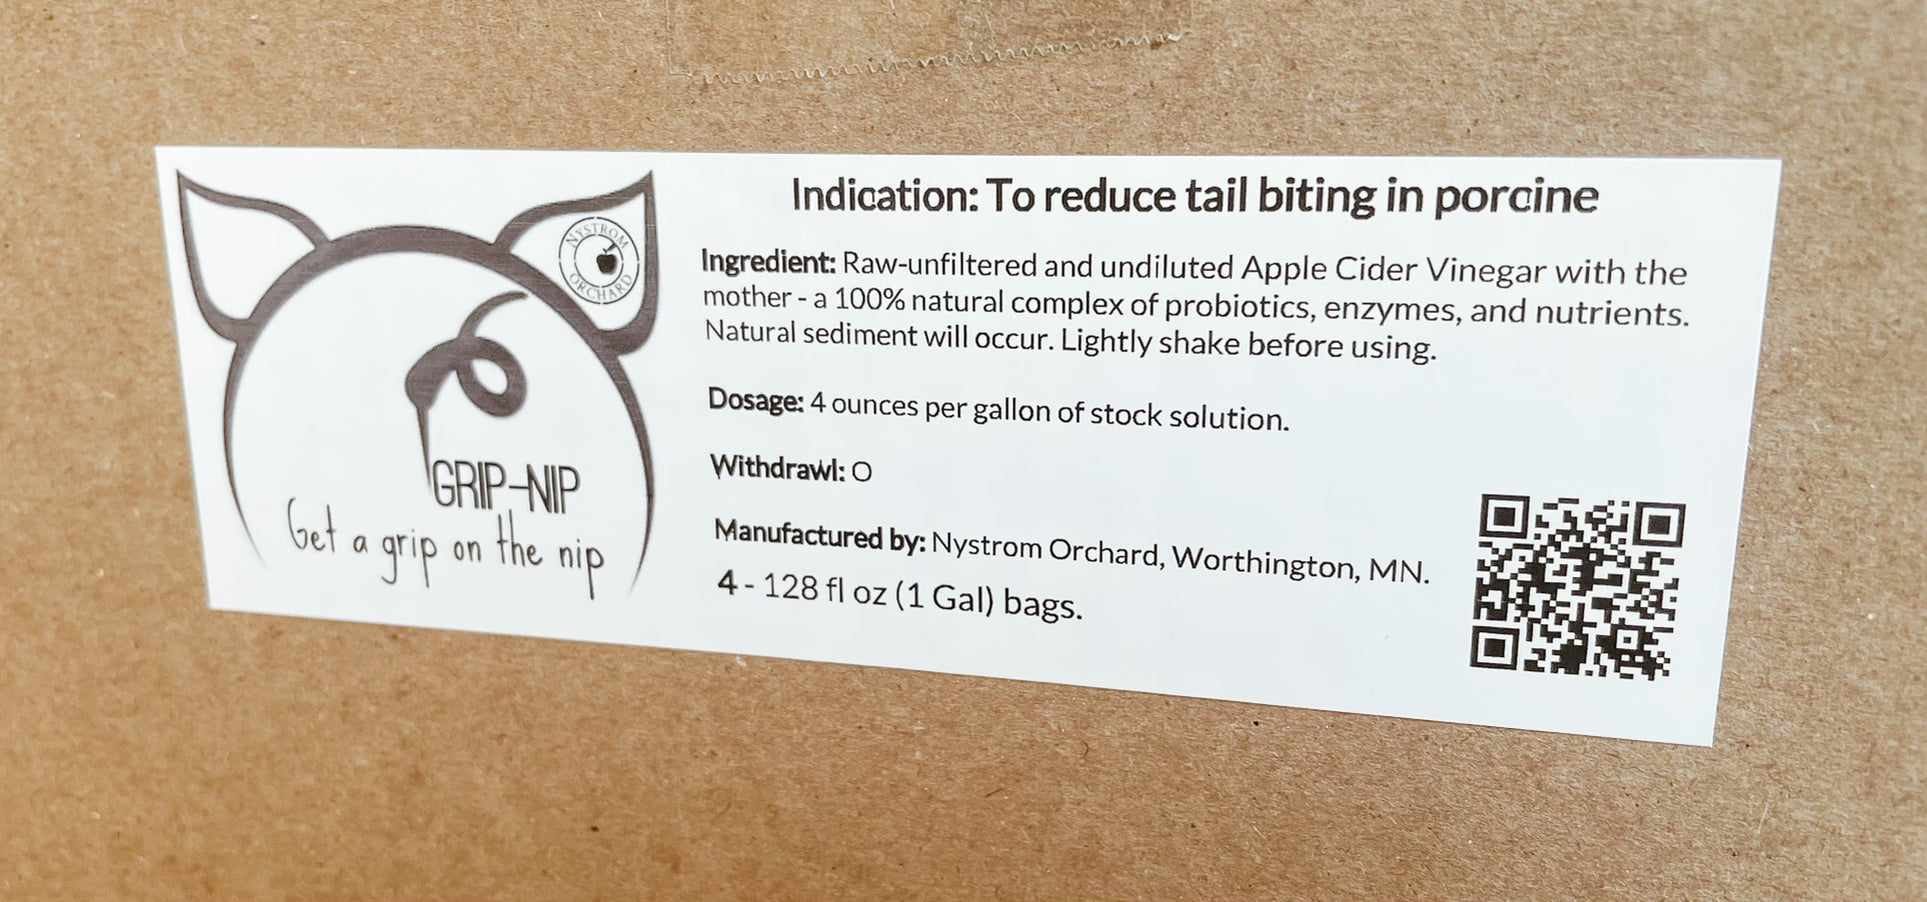 NYSTROM
ORCHARD
GRIP-NIP
Get a grip on the nip
Indication: To reduce tail biting in porcine
Ingredient: Raw-unfiltered and undiluted Apple Cider Vinegar with the
mother - a 100% natural complex of probiotics, enzymes, and nutrients.
Natural sediment will occur. Lightly shake before using.
Dosage: 4 ounces per gallon of stock solution.
Withdrawl: O
Manufactured by: Nystrom Orchard, Worthington, MN.
4 - 128 fl oz (1 Gal) bags.